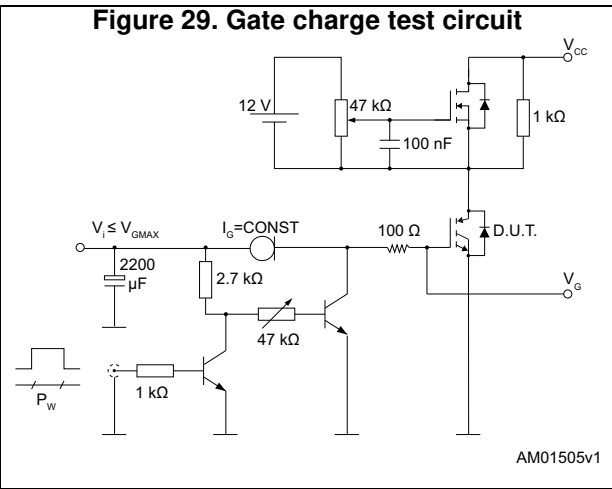 Figure 29. Gate charge test circuit
V_CC
12 V
47 kΩ
1 kΩ
100 nF
V_i ≤ V_GMAX
I_G=CONST
100 Ω
D.U.T.
2200
µF
2.7 kΩ
V_G
47 kΩ
1 kΩ
P_W
AM01505v1